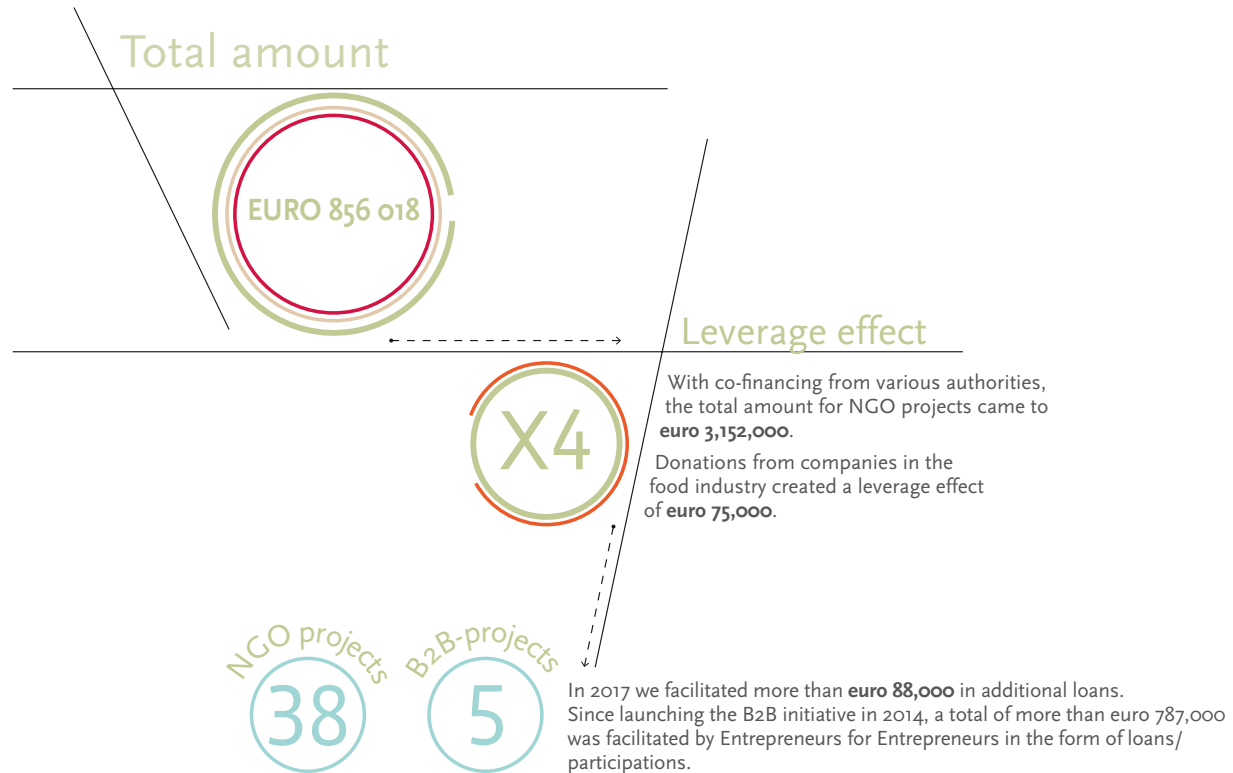 Total amount
EURO 856 018
Leverage effect
With co-financing from various authorities,
the total amount for NGO projects came to
euro 3,152,000.
X4
Donations from companies in the
food industry created a leverage effect
of euro 75,000.
NGO projects
38
B2B-projects
5
In 2017 we facilitated more than euro 88,000 in additional loans.
Since launching the B2B initiative in 2014, a total of more than euro 787,000
was facilitated by Entrepreneurs for Entrepreneurs in the form of loans/
participations.